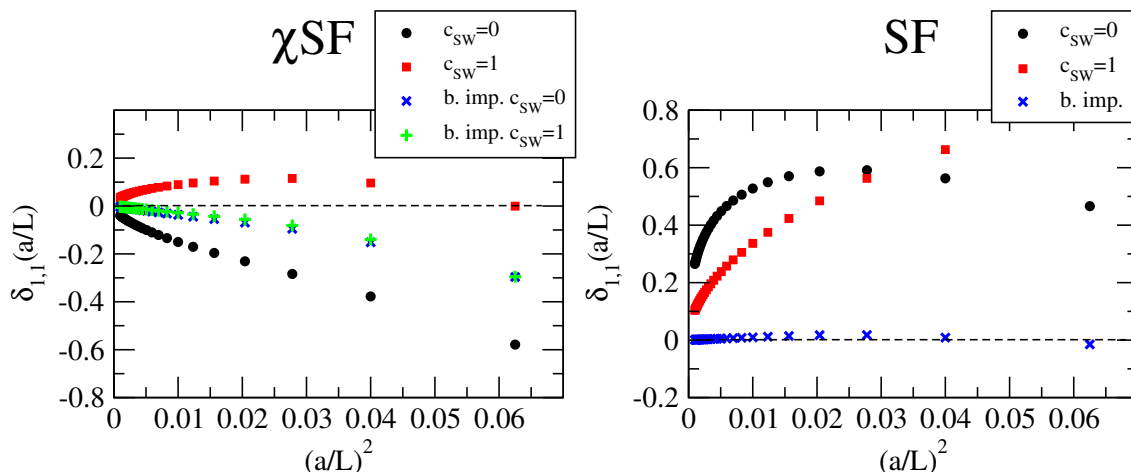 χSF
c_SW=0
c_SW=1
b. imp. c_SW=0
b. imp. c_SW=1
0.2
0
-0.2
-0.4
-0.6
-0.8
δ_1,1(a/L)
0 0.01 0.02 0.03 0.04 0.05 0.06
(a/L)^2
SF
c_SW=0
c_SW=1
b. imp.
0.8
0.6
0.4
0.2
0
-0.2
δ_1,1(a/L)
0 0.01 0.02 0.03 0.04 0.05 0.06
(a/L)^2